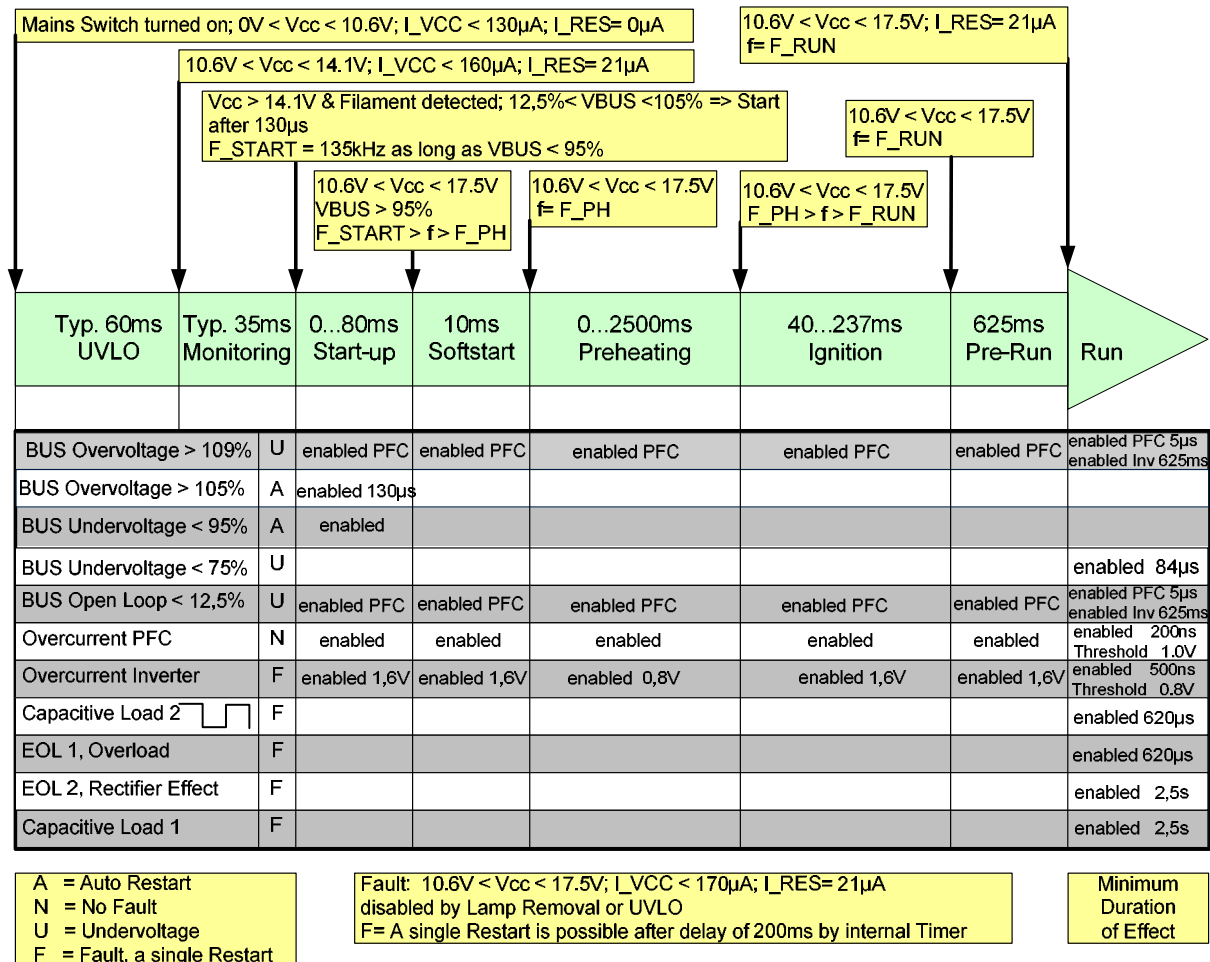 Mains Switch turned on; 0V < Vcc < 10.6V; I_VCC < 130µA; I_RES= 0µA
10.6V < Vcc < 17.5V; I_RES= 21µA
f= F_RUN
10.6V < Vcc < 14.1V; I_VCC < 160µA; I_RES= 21µA
Vcc > 14.1V & Filament detected; 12,5%< VBUS <105% => Start
after 130µs
F_START = 135kHz as long as VBUS < 95%
10.6V < Vcc < 17.5V
f= F_RUN
10.6V < Vcc < 17.5V
VBUS > 95%
F_START > f > F_PH
10.6V < Vcc < 17.5V
f= F_PH
10.6V < Vcc < 17.5V
F_PH > f > F_RUN
Typ. 60ms
UVLO
Typ. 35ms
Monitoring
0...80ms
Start-up
10ms
Softstart
0...2500ms
Preheating
40...237ms
Ignition
625ms
Pre-Run
Run
BUS Overvoltage > 109% U enabled PFC enabled PFC enabled PFC enabled PFC enabled PFC enabled PFC 5µs
enabled Inv 625ms
BUS Overvoltage > 105% A enabled 130µs
BUS Undervoltage < 95% A enabled
BUS Undervoltage < 75% U enabled 84µs
BUS Open Loop < 12,5% U enabled PFC enabled PFC enabled PFC enabled PFC enabled PFC enabled PFC 5µs
enabled Inv 625ms
Overcurrent PFC N enabled enabled enabled enabled enabled enabled 200ns
Threshold 1.0V
Overcurrent Inverter F enabled 1,6V enabled 1,6V enabled 0,8V enabled 1,6V enabled 1,6V enabled 500ns
Threshold 0.8V
Capacitive Load 2 F enabled 620µs
EOL 1, Overload F enabled 620µs
EOL 2, Rectifier Effect F enabled 2,5s
Capacitive Load 1 F enabled 2,5s
A = Auto Restart
N = No Fault
U = Undervoltage
F = Fault, a single Restart
Fault: 10.6V < Vcc < 17.5V; I_VCC < 170µA; I_RES= 21µA
disabled by Lamp Removal or UVLO
F= A single Restart is possible after delay of 200ms by internal Timer
Minimum
Duration
of Effect